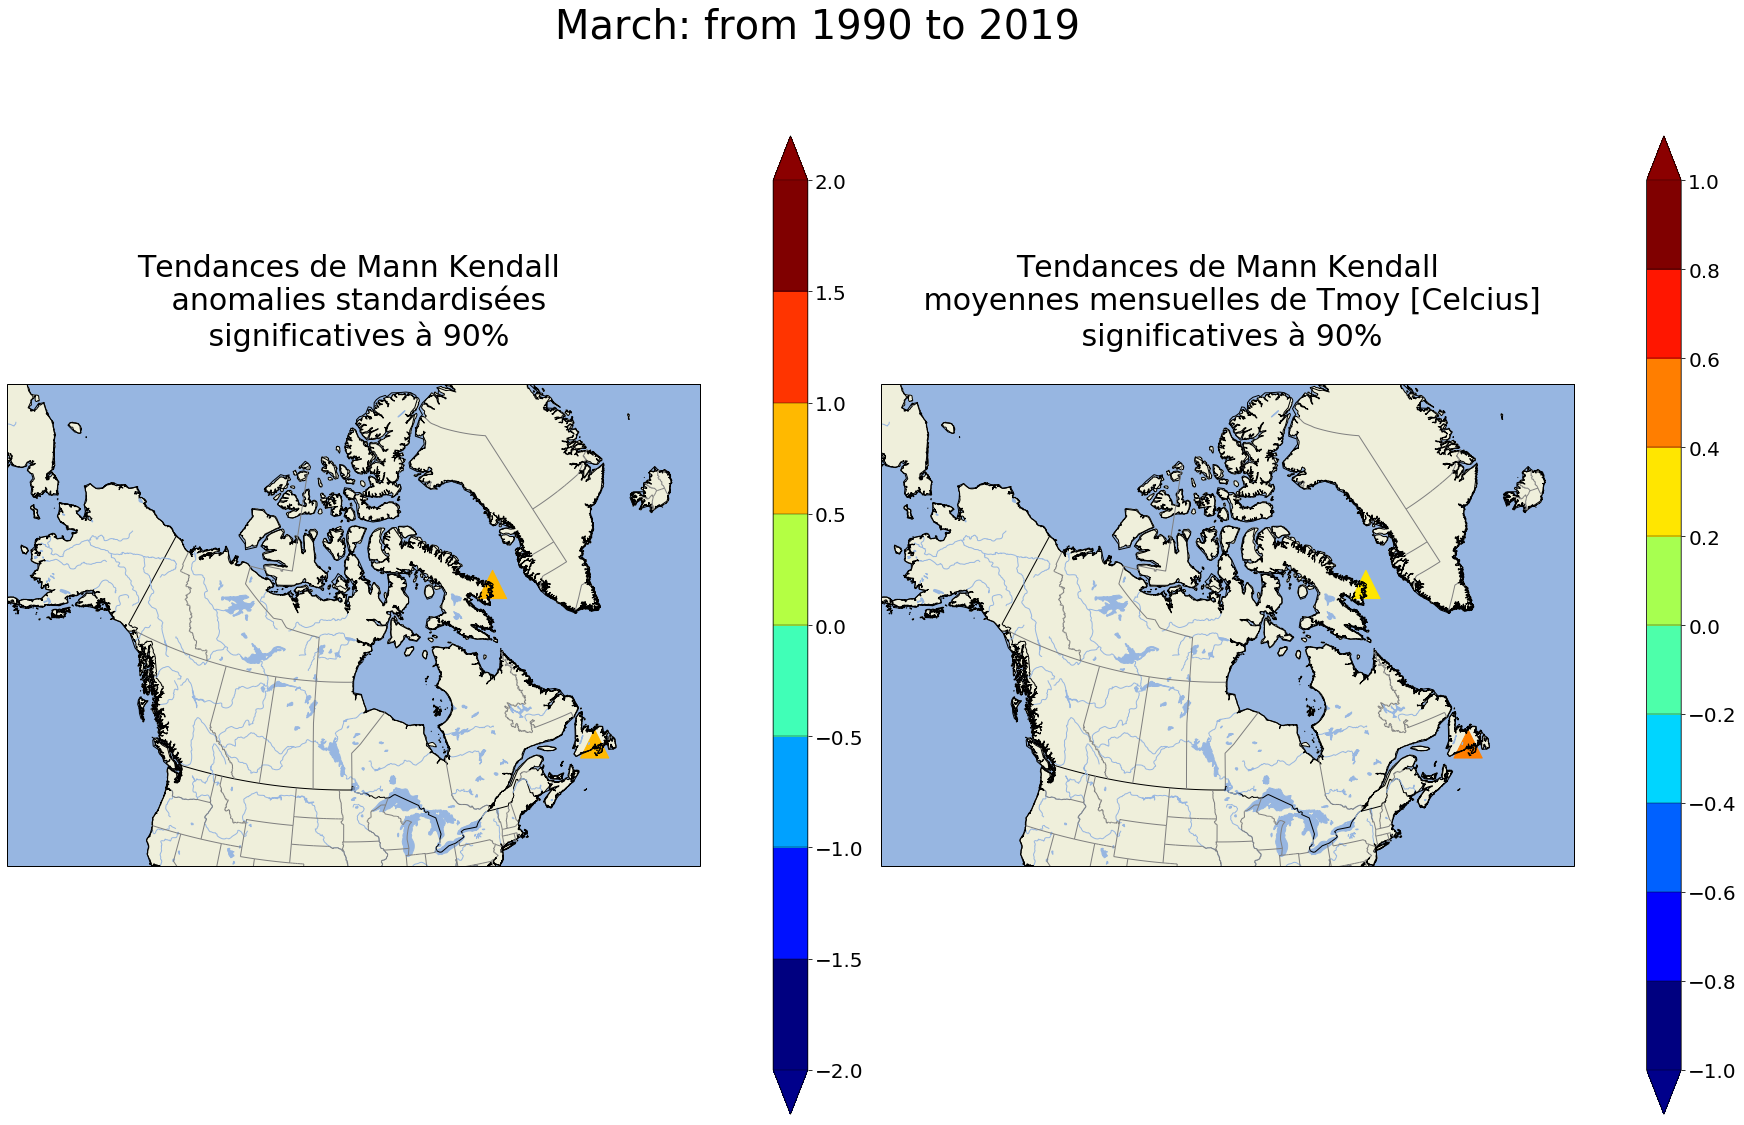 March: from 1990 to 2019
Tendances de Mann Kendall
anomalies standardisées
significatives à 90%
2.0
1.5
1.0
0.5
0.0
−0.5
−1.0
−1.5
−2.0
Tendances de Mann Kendall
moyennes mensuelles de Tmoy [Celcius]
significatives à 90%
1.0
0.8
0.6
0.4
0.2
0.0
−0.2
−0.4
−0.6
−0.8
−1.0